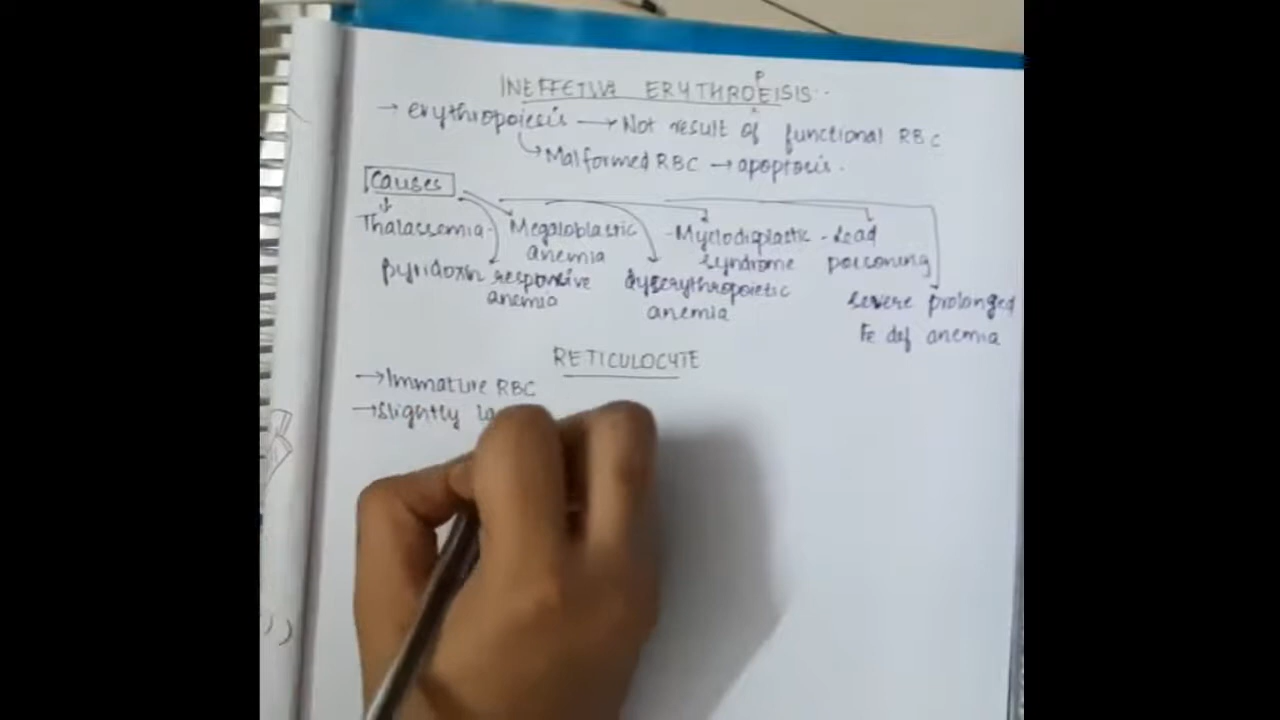 INEFFETIVE ERYTHROPEISIS
→ erythropoiesis → Not result of functional RBC
→ Malformed RBC → apoptosis.
Causes
Thalassemia - Megaloblastic - Myelodisplastic - Lead
anemia syndrome poisoning
pyridoxin responsive dyserythropoietic severe prolonged
anemia anemia Fe def anemia
RETICULOCYTE
→ Immature RBC
→ Slightly